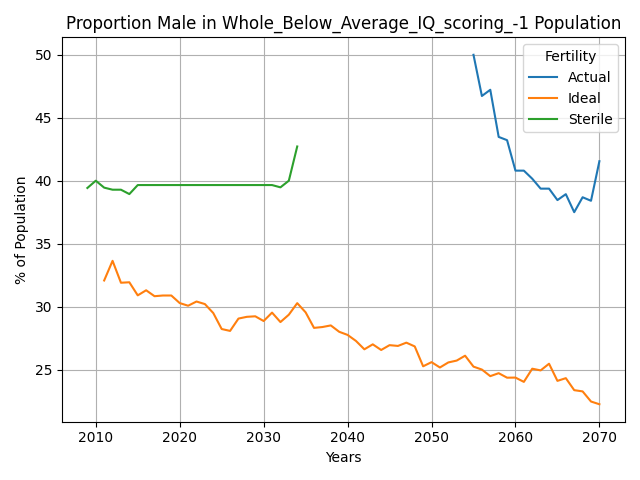 Proportion Male in Whole_Below_Average_IQ_scoring_-1 Population
% of Population
50
45
40
35
30
25
Fertility
Actual
Ideal
Sterile
2010 2020 2030 2040 2050 2060 2070
Years